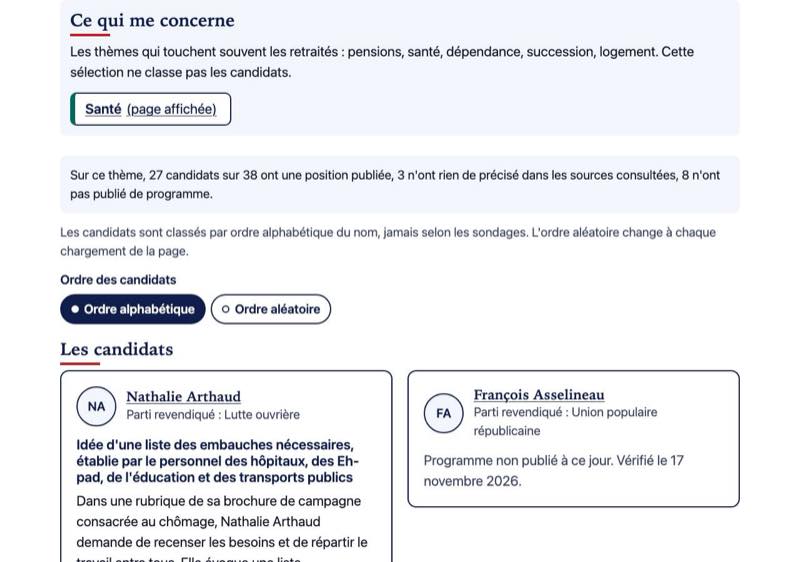 Ce qui me concerne
Les thèmes qui touchent souvent les retraités : pensions, santé, dépendance, succession, logement. Cette
sélection ne classe pas les candidats.
Santé (page affichée)
Sur ce thème, 27 candidats sur 38 ont une position publiée, 3 n'ont rien de précisé dans les sources consultées, 8 n'ont
pas publié de programme.
Les candidats sont classés par ordre alphabétique du nom, jamais selon les sondages. L'ordre aléatoire change à chaque
chargement de la page.
Ordre des candidats
Ordre alphabétique
Ordre aléatoire
Les candidats
NA
Nathalie Arthaud
Parti revendiqué : Lutte ouvrière
Idée d'une liste des embauches nécessaires,
établie par le personnel des hôpitaux, des Eh-
pad, de l'éducation et des transports publics
Dans une rubrique de sa brochure de campagne
consacrée au chômage, Nathalie Arthaud
demande de recenser les besoins et de répartir le
travail entre tous. Elle évoque une liste
FA
François Asselineau
Parti revendiqué : Union populaire
républicaine
Programme non publié à ce jour. Vérifié le 17
novembre 2026.